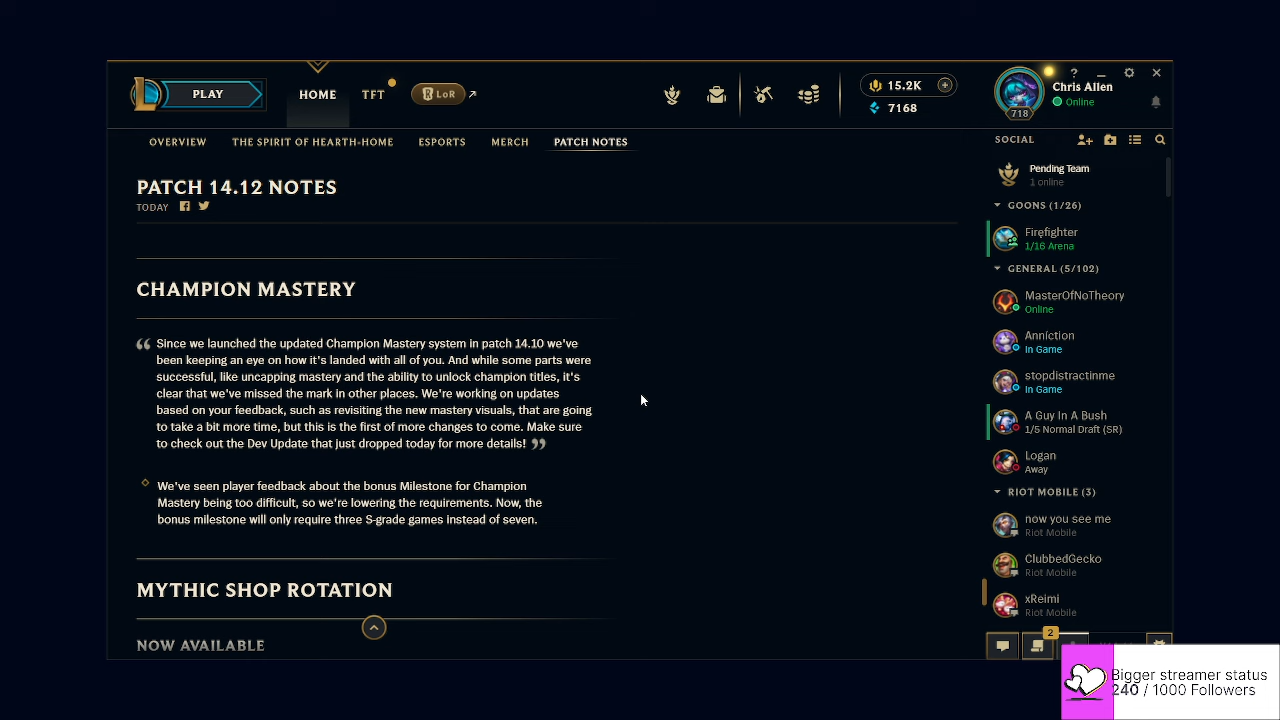 PLAY
HOME
TFT
LoR
15.2K
7168
718
Chris Allen
Online
OVERVIEW
THE SPIRIT OF HEARTH-HOME
ESPORTS
MERCH
PATCH NOTES
PATCH 14.12 NOTES
TODAY
CHAMPION MASTERY
“ Since we launched the updated Champion Mastery system in patch 14.10 we've
been keeping an eye on how it's landed with all of you. And while some parts were
successful, like uncapping mastery and the ability to unlock champion titles, it's
clear that we've missed the mark in other places. We're working on updates
based on your feedback, such as revisiting the new mastery visuals, that are going
to take a bit more time, but this is the first of more changes to come. Make sure
to check out the Dev Update that just dropped today for more details! ”
We've seen player feedback about the bonus Milestone for Champion
Mastery being too difficult, so we're lowering the requirements. Now, the
bonus milestone will only require three S-grade games instead of seven.
MYTHIC SHOP ROTATION
NOW AVAILABLE
SOCIAL
Pending Team
1 online
GOONS (1/26)
Firęfighter
1/16 Arena
GENERAL (5/102)
MasterOfNoTheory
Online
Anníction
In Game
stopdistractinme
In Game
A Guy In A Bush
1/5 Normal Draft (SR)
Logan
Away
RIOT MOBILE (3)
now you see me
Riot Mobile
ClubbedGecko
Riot Mobile
xReimi
Riot Mobile
2
Bigger streamer status
240 / 1000 Followers